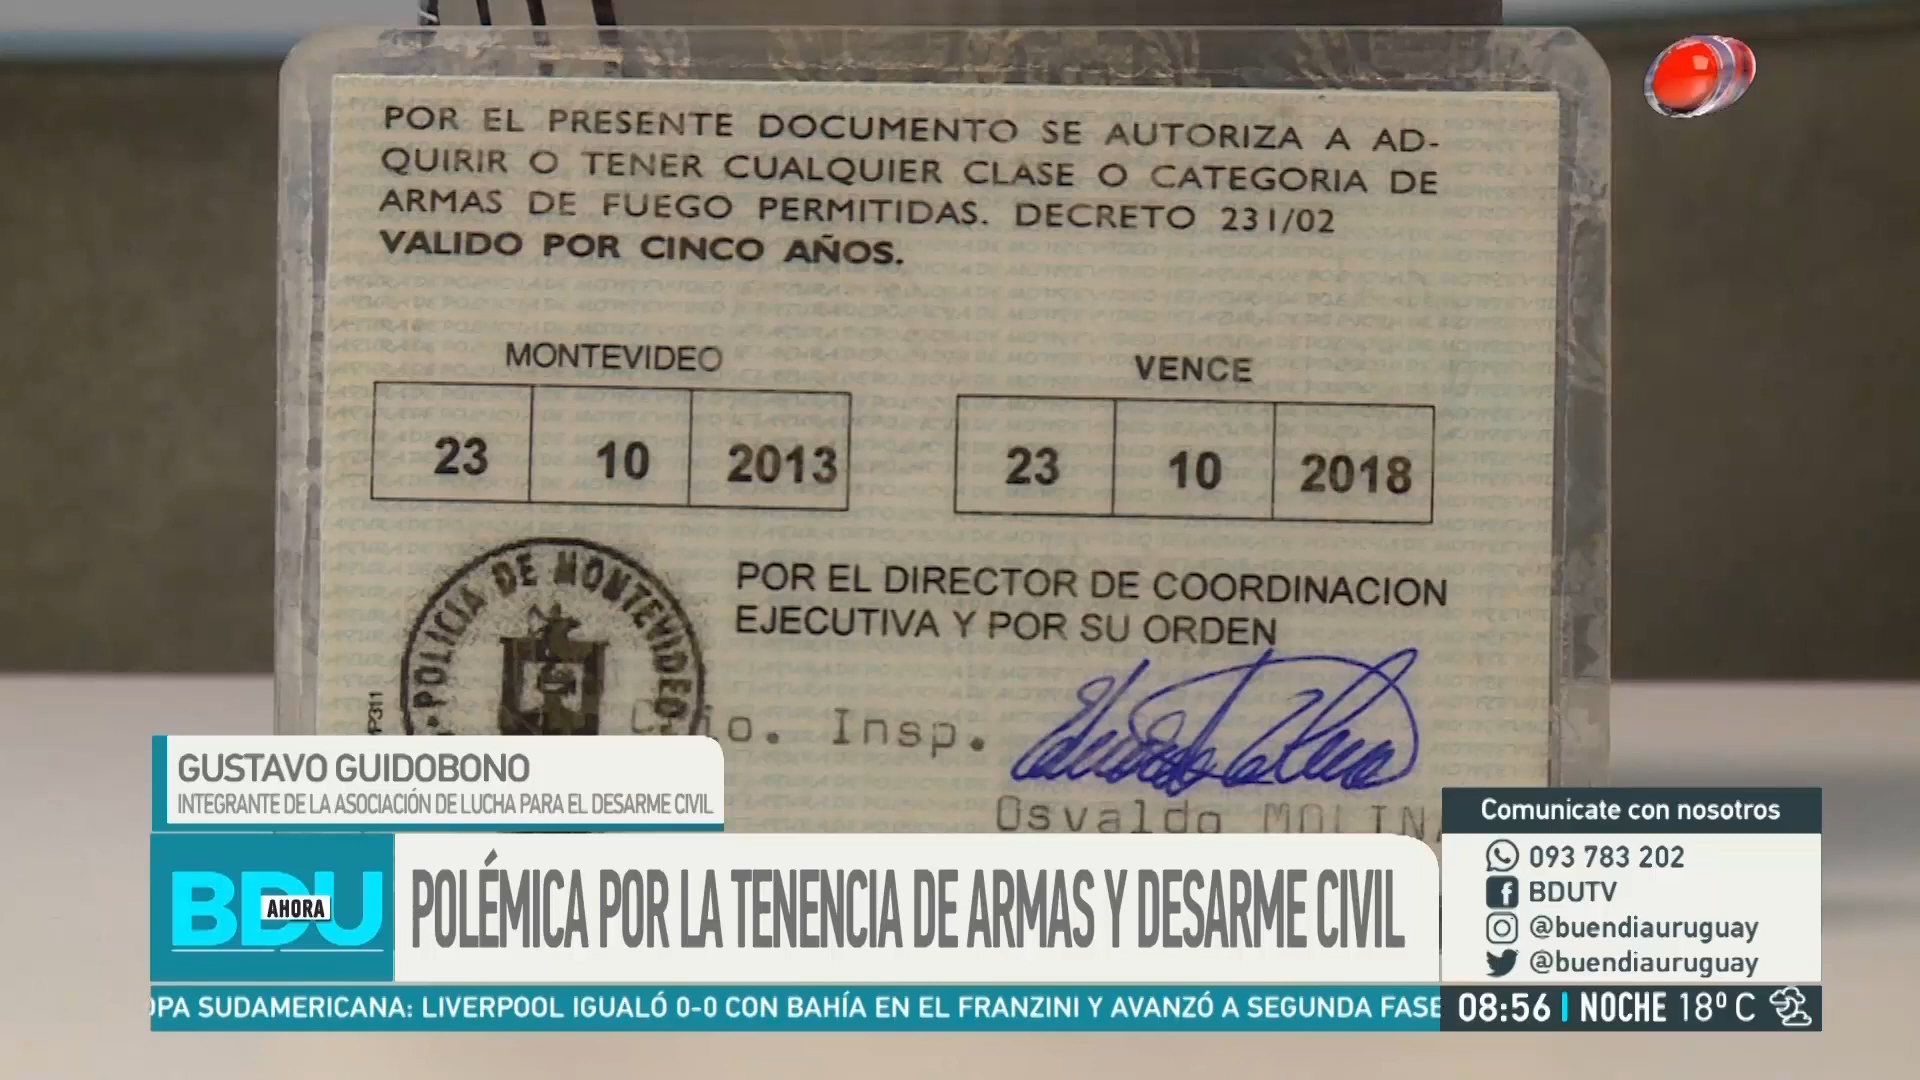 POR EL PRESENTE DOCUMENTO SE AUTORIZA A AD-
QUIRIR O TENER CUALQUIER CLASE O CATEGORIA DE
ARMAS DE FUEGO PERMITIDAS. DECRETO 231/02
VALIDO POR CINCO AÑOS.
MONTEVIDEO
VENCE
23 10 2013
23 10 2018
POLICIA DE MONTEVIDEO
POR EL DIRECTOR DE COORDINACION
EJECUTIVA Y POR SU ORDEN
Insp.
Osvaldo
GUSTAVO GUIDOBONO
INTEGRANTE DE LA ASOCIACIÓN DE LUCHA PARA EL DESARME CIVIL
BDU
AHORA
POLÉMICA POR LA TENENCIA DE ARMAS Y DESARME CIVIL
Comunicate con nosotros
093 783 202
BDUTV
@buendiauruguay
@buendiauruguay
OPA SUDAMERICANA: LIVERPOOL IGUALÓ 0-0 CON BAHÍA EN EL FRANZINI Y AVANZÓ A SEGUNDA FASE
08:56 | NOCHE 18º C